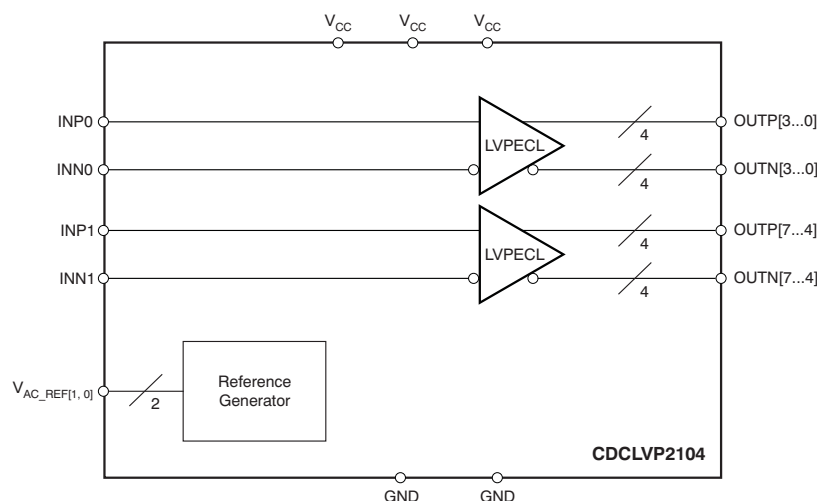 VCC VCC VCC
INP0 LVPECL 4 OUTP[3...0]
INN0 4 OUTN[3...0]
INP1 LVPECL 4 OUTP[7...4]
INN1 4 OUTN[7...4]
VAC_REF[1, 0] 2
Reference
Generator
CDCLVP2104
GND GND